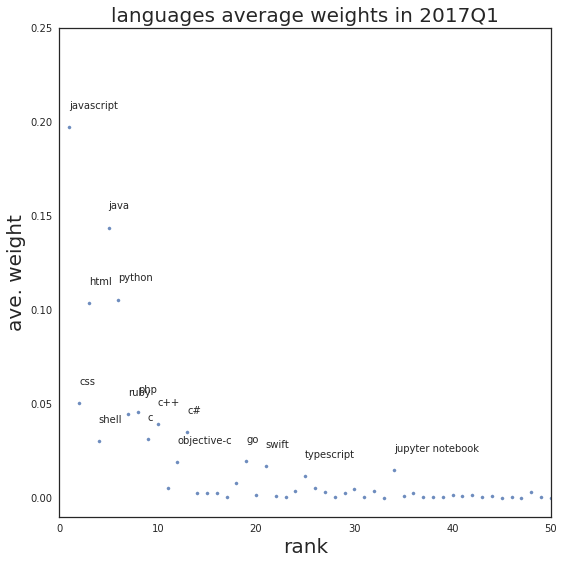 languages average weights in 2017Q1
0.25
javascript
0.20
java
0.15
python
html
0.10
css
php
ruby
c++
0.05
c#
c
shell
go
objective-c
swift
jupyter notebook
typescript
0.00
0 10 20 30 40 50
rank
ave. weight